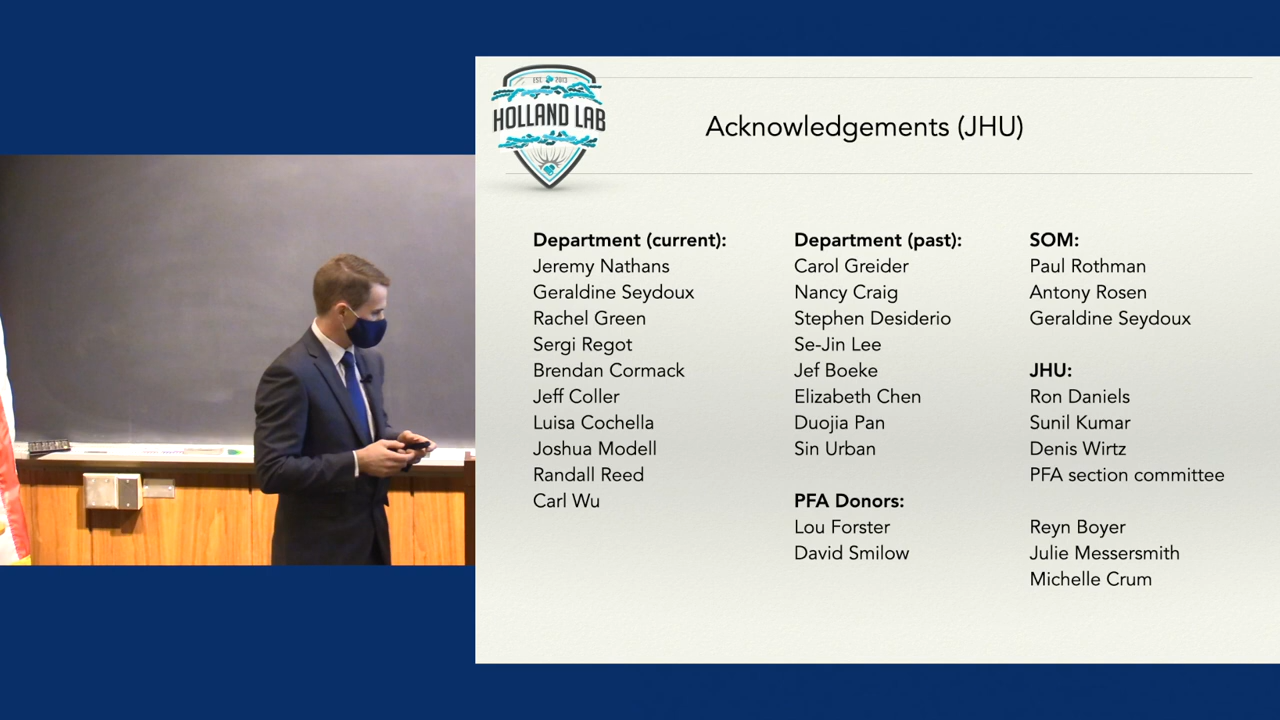 EST. 2013
HOLLAND LAB
Acknowledgements (JHU)
Department (current):
Jeremy Nathans
Geraldine Seydoux
Rachel Green
Sergi Regot
Brendan Cormack
Jeff Coller
Luisa Cochella
Joshua Modell
Randall Reed
Carl Wu
Department (past):
Carol Greider
Nancy Craig
Stephen Desiderio
Se-Jin Lee
Jef Boeke
Elizabeth Chen
Duojia Pan
Sin Urban
PFA Donors:
Lou Forster
David Smilow
SOM:
Paul Rothman
Antony Rosen
Geraldine Seydoux
JHU:
Ron Daniels
Sunil Kumar
Denis Wirtz
PFA section committee
Reyn Boyer
Julie Messersmith
Michelle Crum